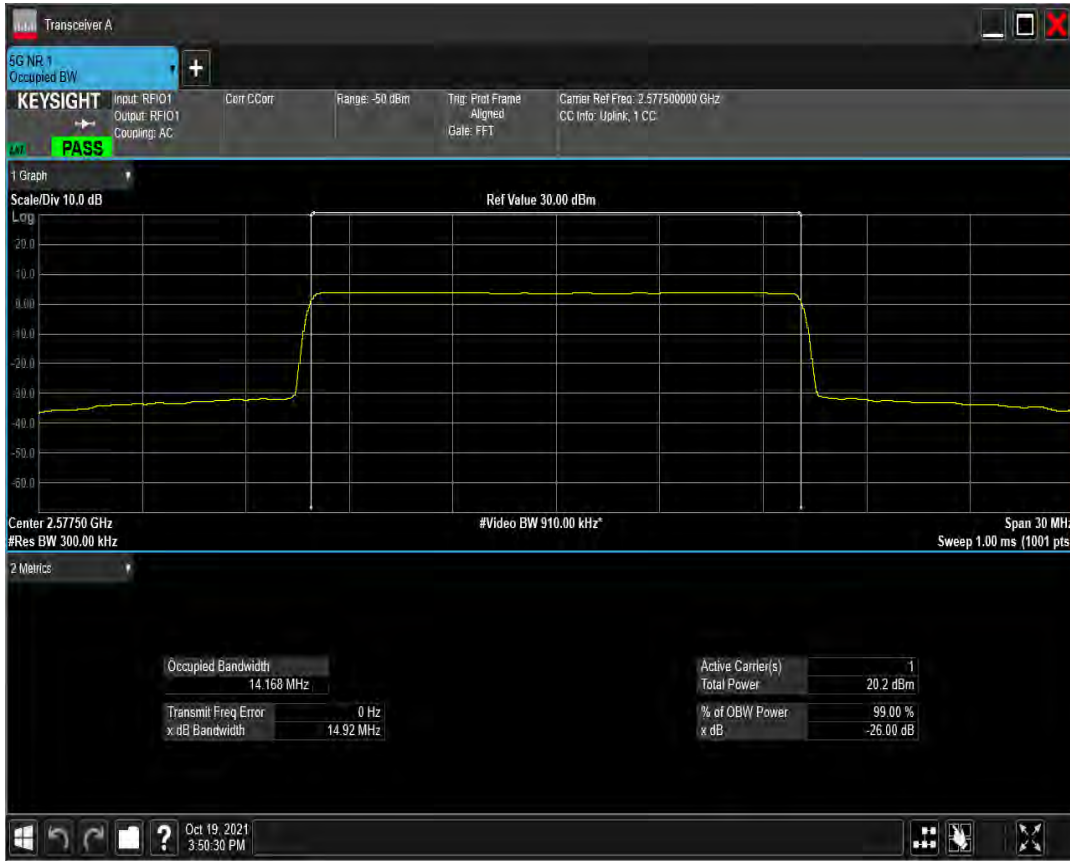 Transceiver A
5G NR 1
Occupied BW
+
KEYSIGHT
Input: RFIO1
Output: RFIO1
Coupling: AC
Corr CCorr
Range: -50 dBm
Trig: Prot Frame
Aligned
Gate: FFT
Carrier Ref Freq: 2.577500000 GHz
CC Info: Uplink, 1 CC
PASS
1 Graph
Scale/Div 10.0 dB
Ref Value 30.00 dBm
Log
20.0
10.0
0.00
-10.0
-20.0
-30.0
-40.0
-50.0
-60.0
Center 2.57750 GHz
#Video BW 910.00 kHz*
Span 30 MHz
#Res BW 300.00 kHz
Sweep 1.00 ms (1001 pts
2 Metrics
Occupied Bandwidth
14.168 MHz
Transmit Freq Error 0 Hz
x dB Bandwidth 14.92 MHz
Active Carrier(s) 1
Total Power 20.2 dBm
% of OBW Power 99.00 %
x dB -26.00 dB
?
Oct 19, 2021
3:50:30 PM